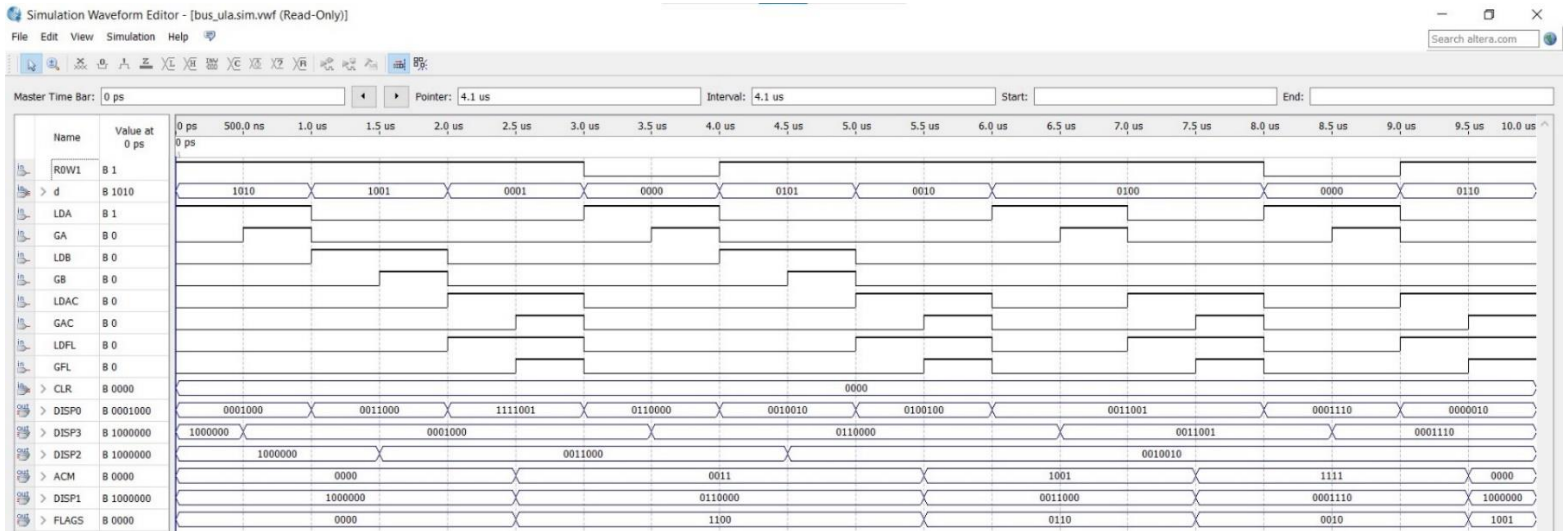 Simulation Waveform Editor - [bus_ula.sim.vwf (Read-Only)]
File Edit View Simulation Help
Search altera.com
Master Time Bar: 0 ps Pointer: 4.1 us Interval: 4.1 us Start: End:
Name Value at 0 ps
0 ps 500.0 ns 1.0 us 1.5 us 2.0 us 2.5 us 3.0 us 3.5 us 4.0 us 4.5 us 5.0 us 5.5 us 6.0 us 6.5 us 7.0 us 7.5 us 8.0 us 8.5 us 9.0 us 9.5 us 10.0 us
0 ps
R0W1 B 1
d B 1010 1010 1001 0001 0000 0101 0010 0100 0000 0110
LDA B 1
GA B 0
LDB B 0
GB B 0
LDAC B 0
GAC B 0
LDFL B 0
GFL B 0
CLR B 0000 0000
DISP0 B 0001000 0001000 0011000 1111001 0110000 0010010 0100100 0011001 0001110 0000010
DISP3 B 1000000 1000000 0001000 0110000 0011001 0001110
DISP2 B 1000000 1000000 0011000 0010010
ACM B 0000 0000 0011 1001 1111 0000
DISP1 B 1000000 1000000 0110000 0011000 0001110 1000000
FLAGS B 0000 0000 1100 0110 0010 1001